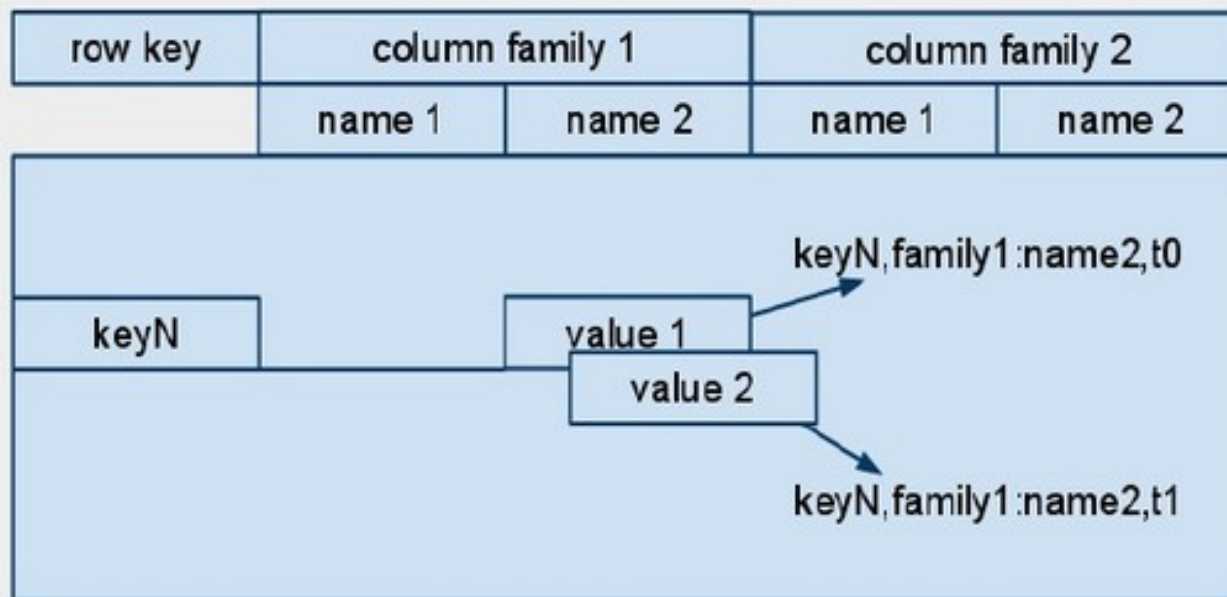 row key column family 1 column family 2
name 1 name 2 name 1 name 2
keyN,family1:name2,t0
keyN value 1
value 2
keyN,family1:name2,t1